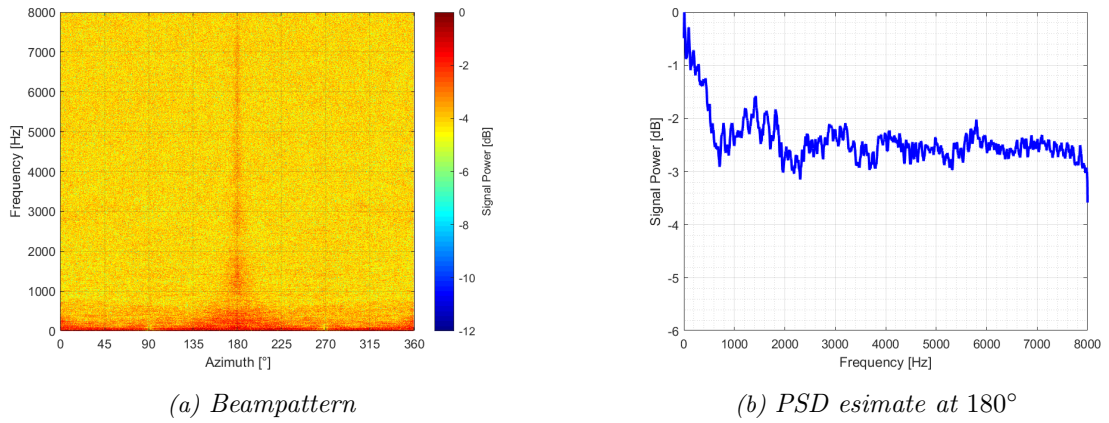 8000
7000
6000
5000
4000
3000
2000
1000
0
Frequency [Hz]
0 45 90 135 180 225 270 315 360
Azimuth [°]
0
-2
-4
-6
-8
-10
-12
Signal Power [dB]
(a) Beampattern
0
-1
-2
-3
-4
-5
-6
Signal Power [dB]
0 1000 2000 3000 4000 5000 6000 7000 8000
Frequency [Hz]
(b) PSD esimate at 180°